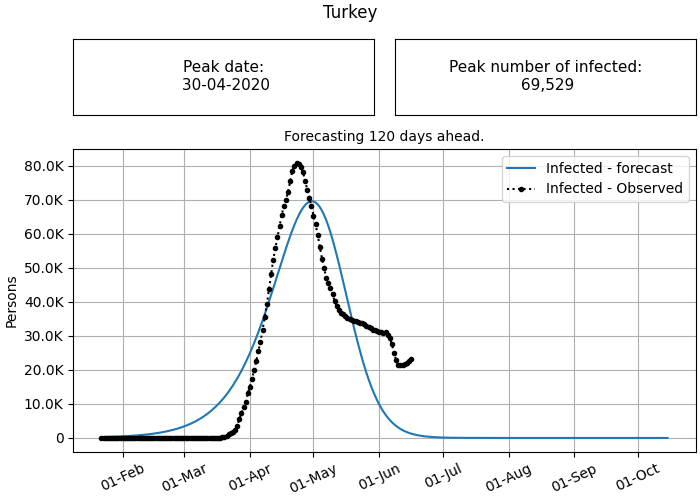 Turkey
Peak date:
30-04-2020
Peak number of infected:
69,529
Forecasting 120 days ahead.
Infected - forecast
Infected - Observed
Persons
80.0K
70.0K
60.0K
50.0K
40.0K
30.0K
20.0K
10.0K
0
01-Feb
01-Mar
01-Apr
01-May
01-Jun
01-Jul
01-Aug
01-Sep
01-Oct